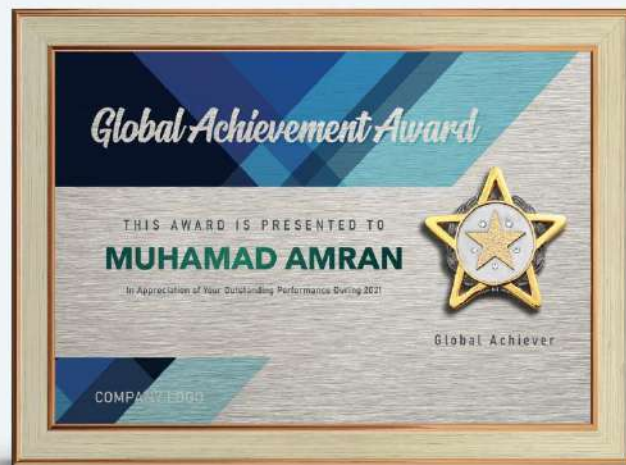 Global Achievement Award
THIS AWARD IS PRESENTED TO
MUHAMAD AMRAN
In Appreciation of Your Outstanding Performance During 2021
Global Achiever
COMPANY LOGO